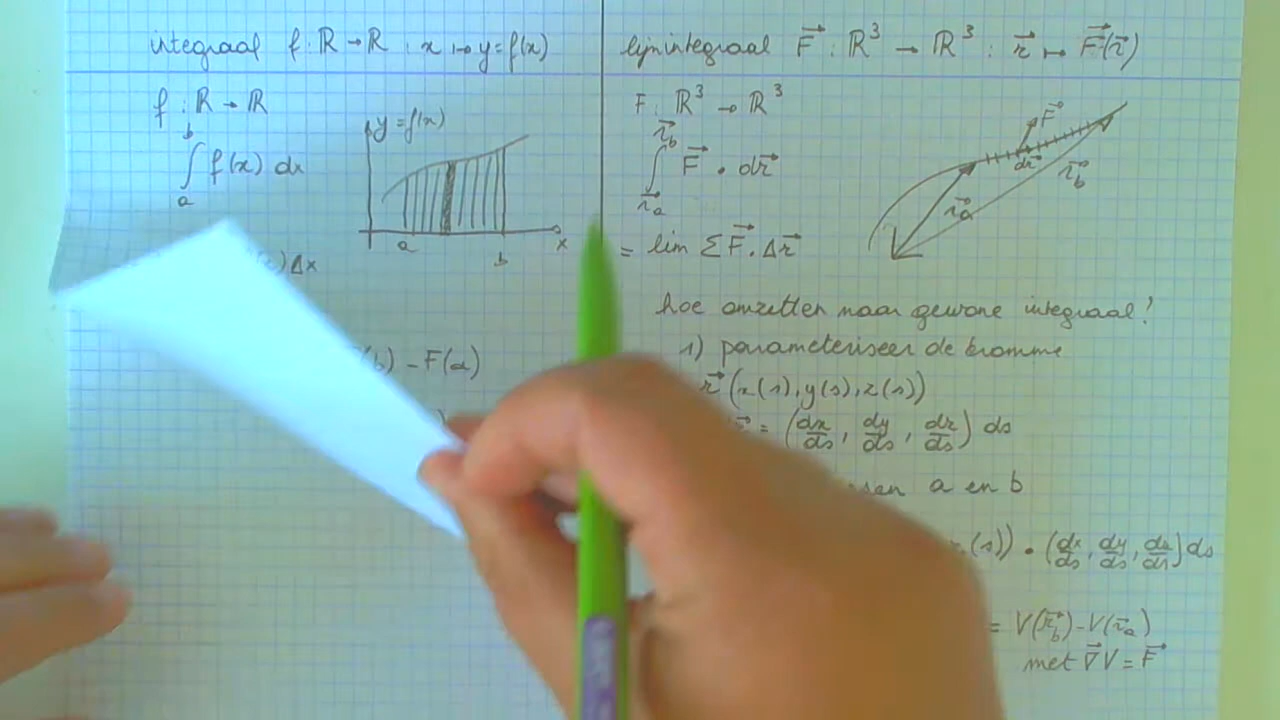 integraal f : ℝ → ℝ : x ↦ y = f(x)
f : ℝ → ℝ
b
∫ f(x) dx
a
y = f(x)
a
b
x
) Δx
(b) - F(a)
lijnintegraal F⃗ : ℝ³ → ℝ³ : r⃗ ↦ F⃗(r⃗)
F : ℝ³ → ℝ³
r⃗b
∫ F⃗ • dr⃗
r⃗a
= lim Σ F⃗ . Δr⃗
F⃗
dr⃗
r⃗a
r⃗b
hoe omzetten naar gewone integraal?
1) parameteriseer de kromme
r⃗ (x(s), y(s), z(s))
= (dx/ds, dy/ds, dz/ds) ds
a en b
(s)) • (dx/ds, dy/ds, dz/ds) ds
= V(r⃗b) - V(r⃗a)
met ∇⃗V = F⃗